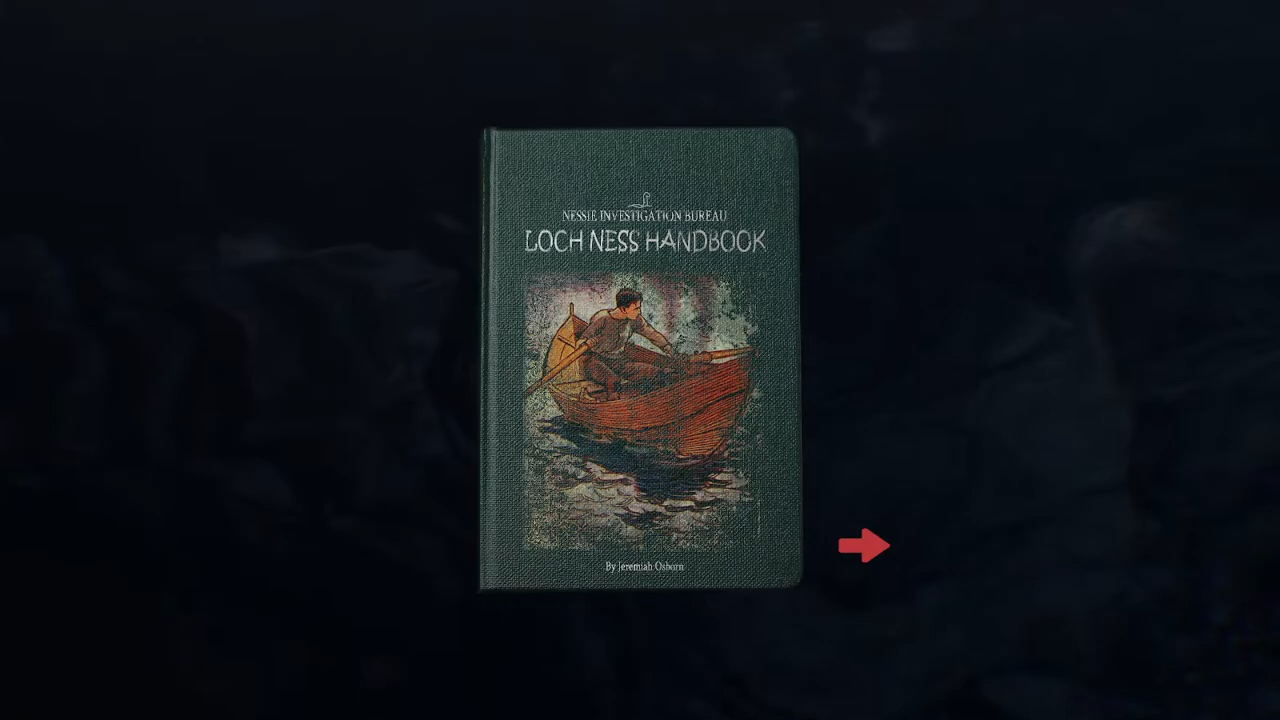 NESSIE INVESTIGATION BUREAU
LOCH NESS HANDBOOK
By Jeremiah Osborn